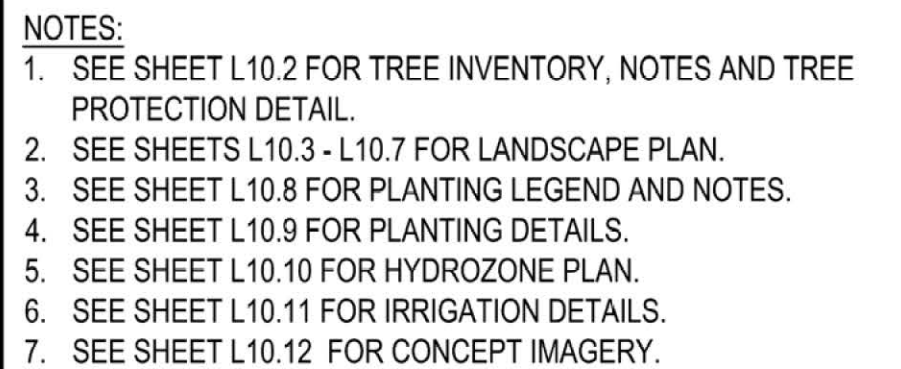 NOTES:
1. SEE SHEET L10.2 FOR TREE INVENTORY, NOTES AND TREE
PROTECTION DETAIL.
2. SEE SHEETS L10.3 - L10.7 FOR LANDSCAPE PLAN.
3. SEE SHEET L10.8 FOR PLANTING LEGEND AND NOTES.
4. SEE SHEET L10.9 FOR PLANTING DETAILS.
5. SEE SHEET L10.10 FOR HYDROZONE PLAN.
6. SEE SHEET L10.11 FOR IRRIGATION DETAILS.
7. SEE SHEET L10.12 FOR CONCEPT IMAGERY.